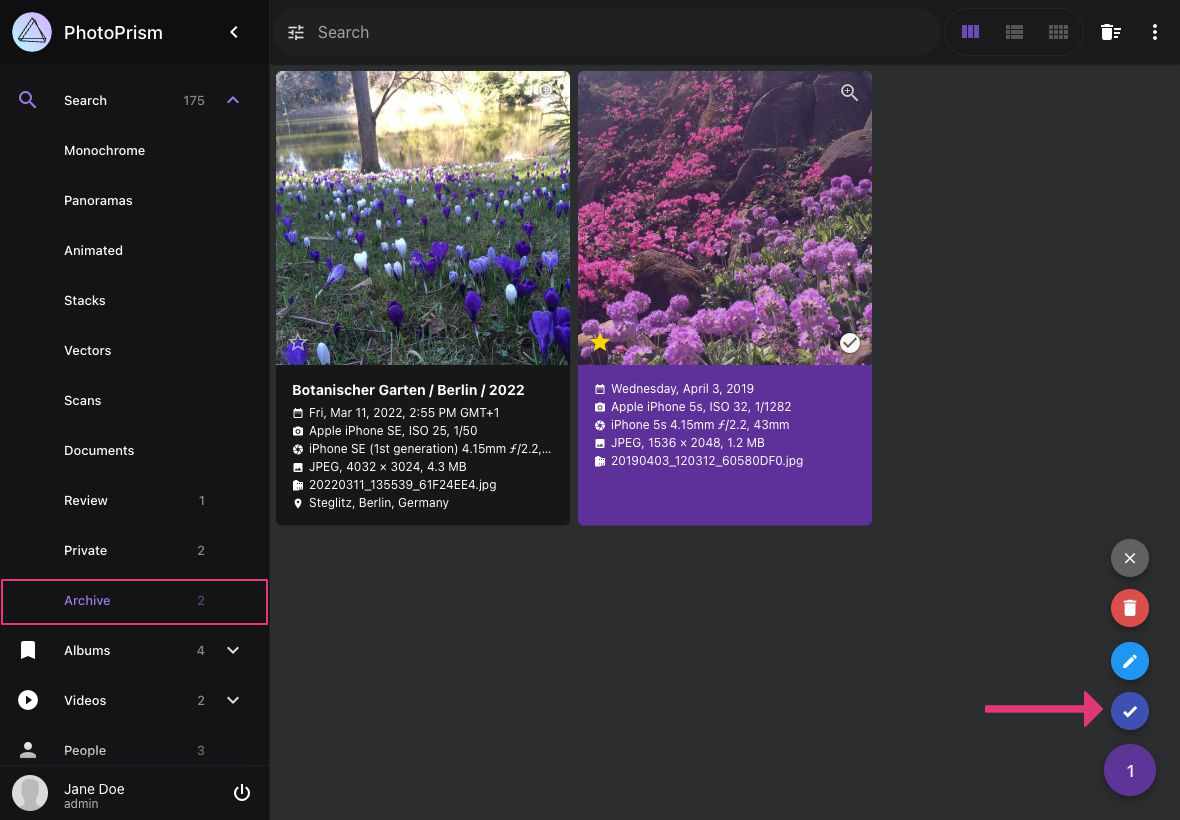 PhotoPrism
Search
Search 175
Monochrome
Panoramas
Animated
Stacks
Vectors
Scans
Documents
Review 1
Private 2
Archive 2
Albums 4
Videos 2
People 3
Jane Doe
admin
Botanischer Garten / Berlin / 2022
Fri, Mar 11, 2022, 2:55 PM GMT+1
Apple iPhone SE, ISO 25, 1/50
iPhone SE (1st generation) 4.15mm ƒ/2.2,...
JPEG, 4032 × 3024, 4.3 MB
20220311_135539_61F24EE4.jpg
Steglitz, Berlin, Germany
Wednesday, April 3, 2019
Apple iPhone 5s, ISO 32, 1/1282
iPhone 5s 4.15mm ƒ/2.2, 43mm
JPEG, 1536 × 2048, 1.2 MB
20190403_120312_60580DF0.jpg
1